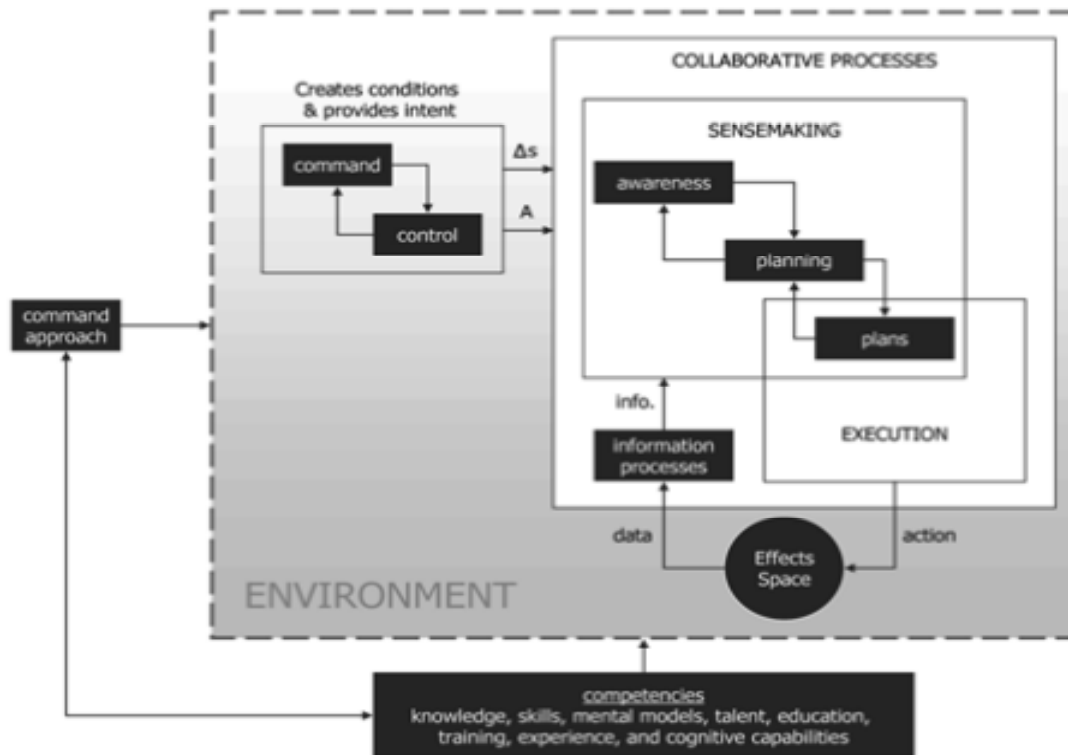 COLLABORATIVE PROCESSES
Creates conditions
& provides intent
command
control
Δs
A
SENSEMAKING
awareness
planning
plans
command
approach
info.
information
processes
EXECUTION
data
action
Effects
Space
ENVIRONMENT
competencies
knowledge, skills, mental models, talent, education,
training, experience, and cognitive capabilities